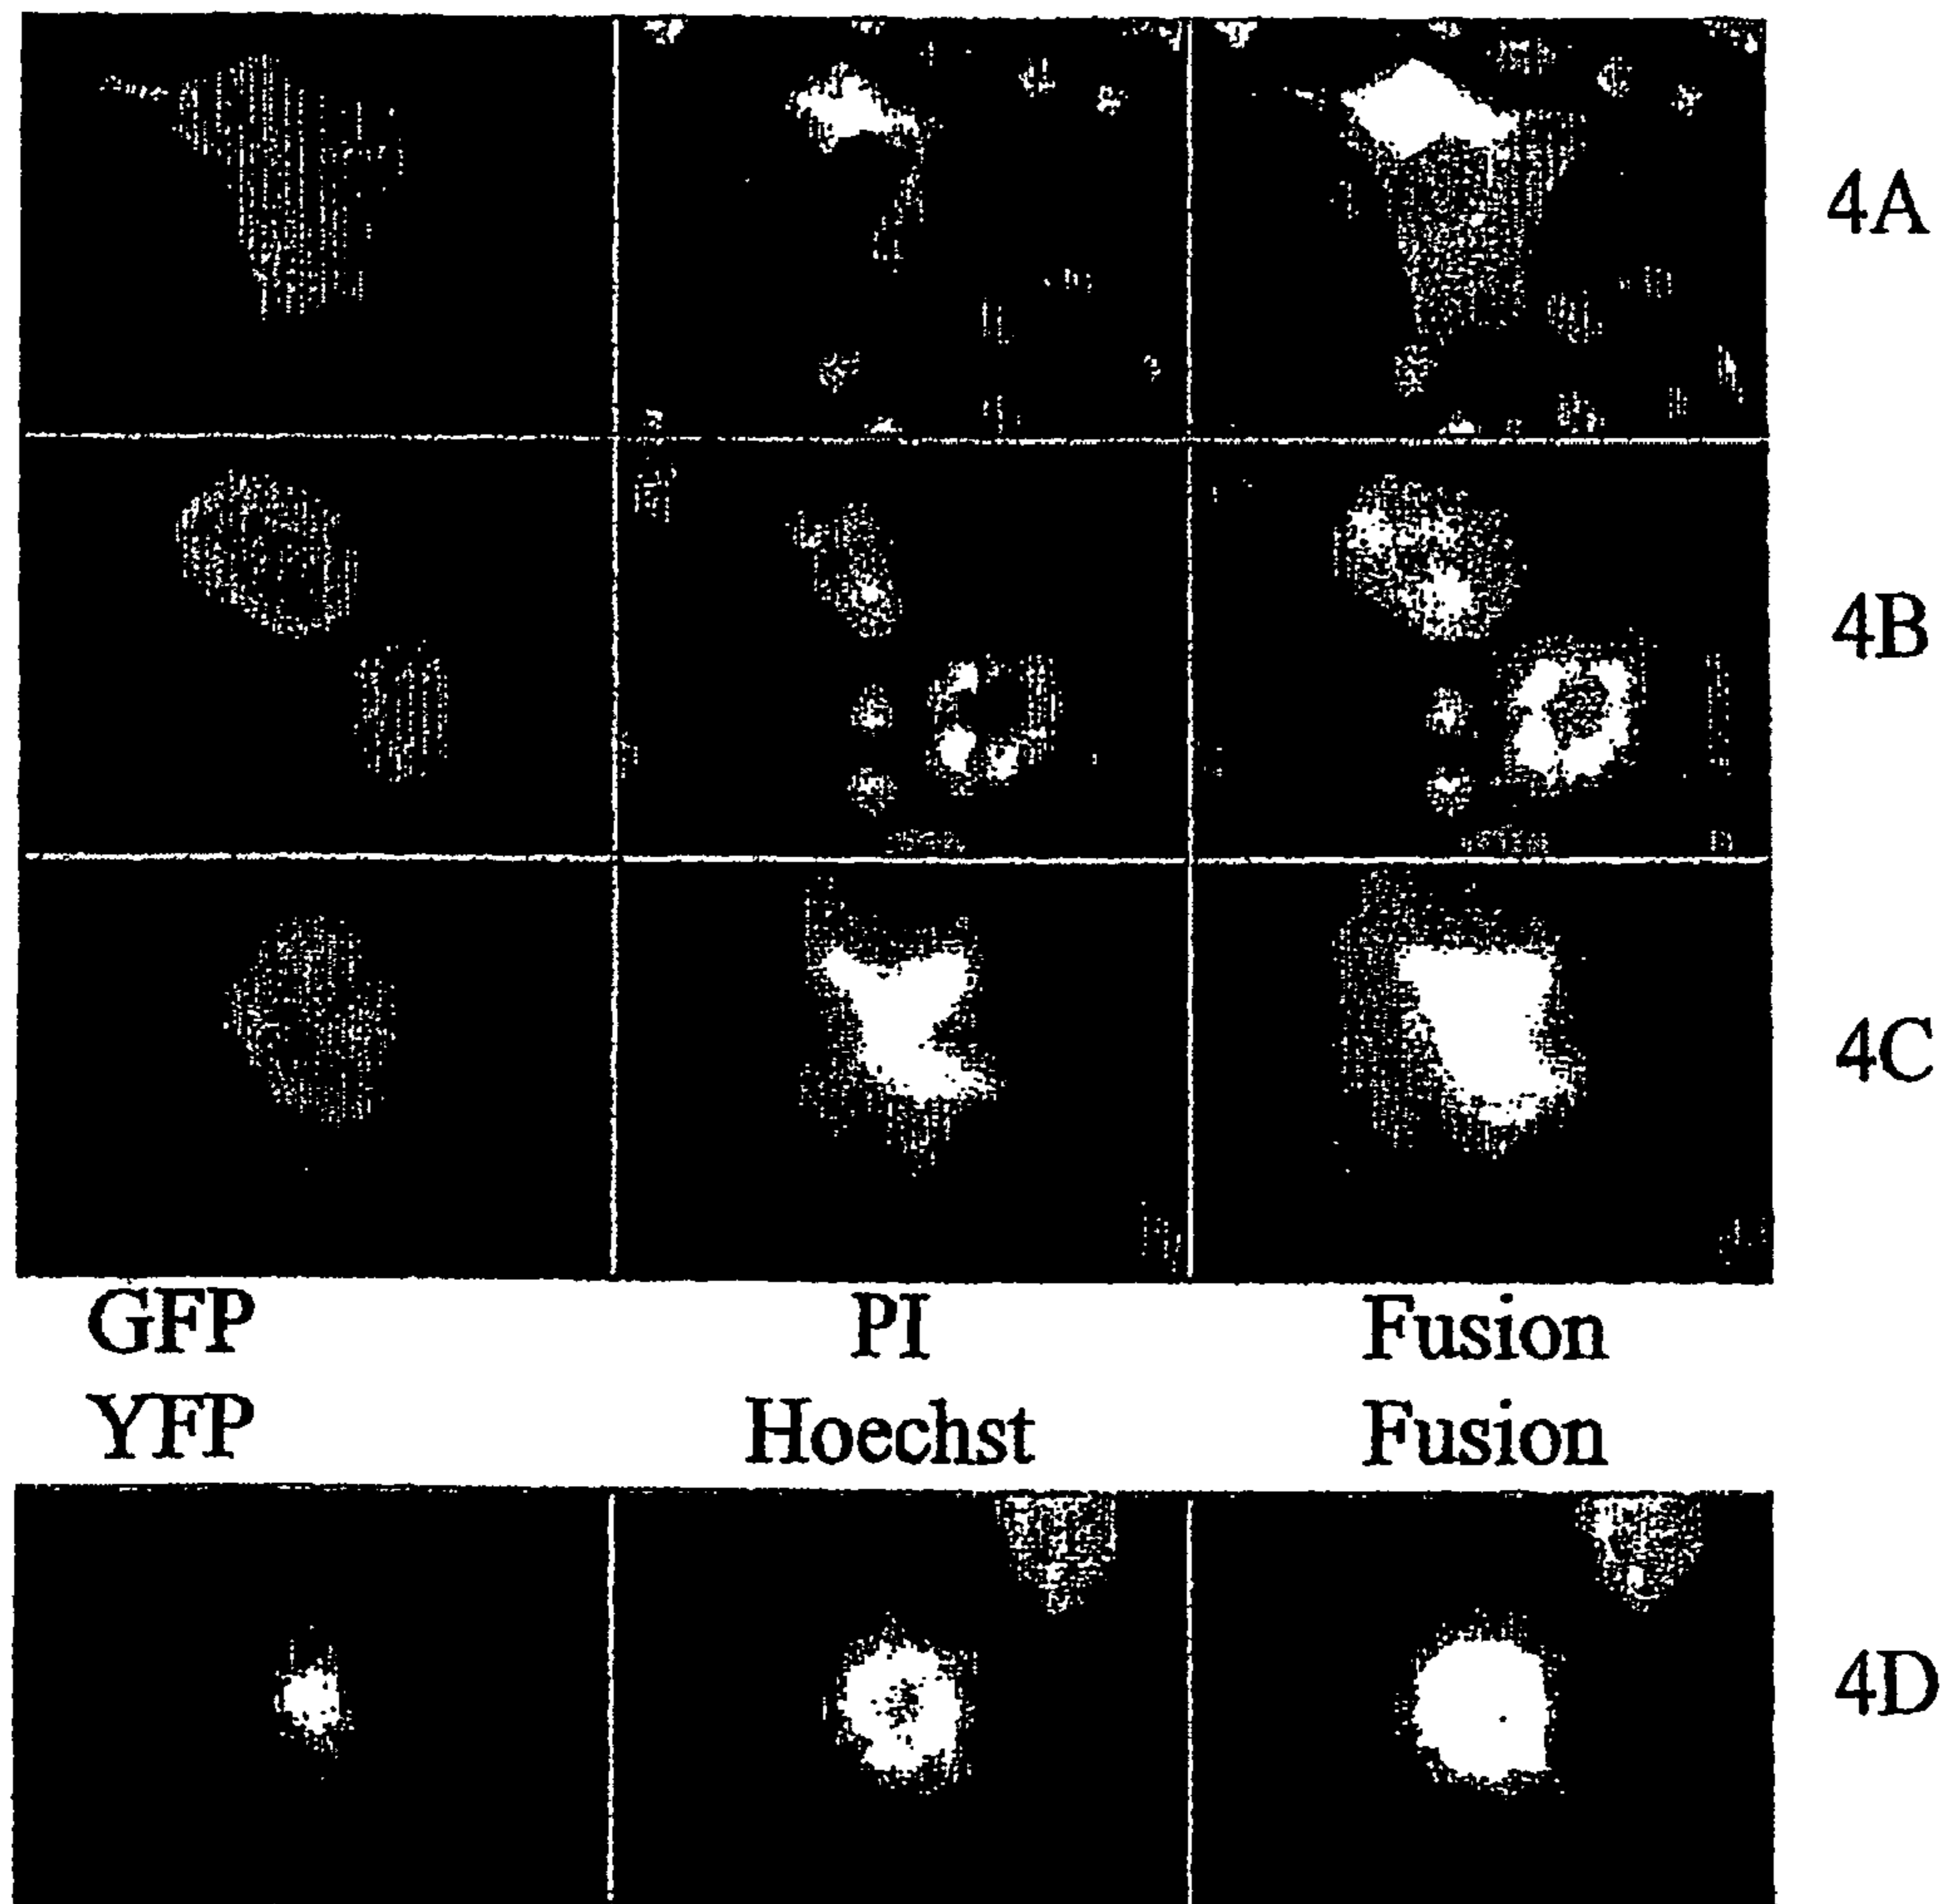 4A
4B
4C
GFP PI Fusion
YFP Hoechst Fusion
4D